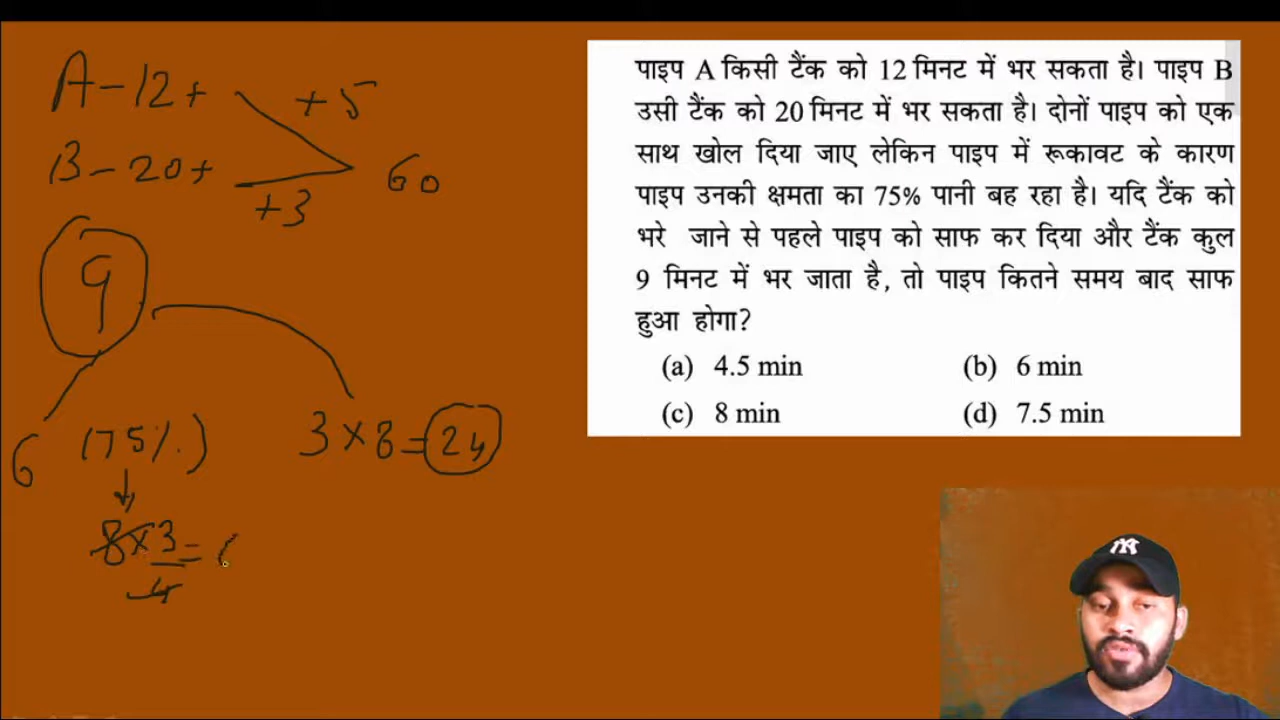 A - 12 +
+5
B - 20 +
60
+3
9
6 (75%.)
3 × 8 = 24
8 × 3 =
4
पाइप A किसी टैंक को 12 मिनट में भर सकता है। पाइप B
उसी टैंक को 20 मिनट में भर सकता है। दोनों पाइप को एक
साथ खोल दिया जाए लेकिन पाइप में रूकावट के कारण
पाइप उनकी क्षमता का 75% पानी बह रहा है। यदि टैंक को
भरे जाने से पहले पाइप को साफ कर दिया और टैंक कुल
9 मिनट में भर जाता है, तो पाइप कितने समय बाद साफ
हुआ होगा?
(a) 4.5 min (b) 6 min
(c) 8 min (d) 7.5 min